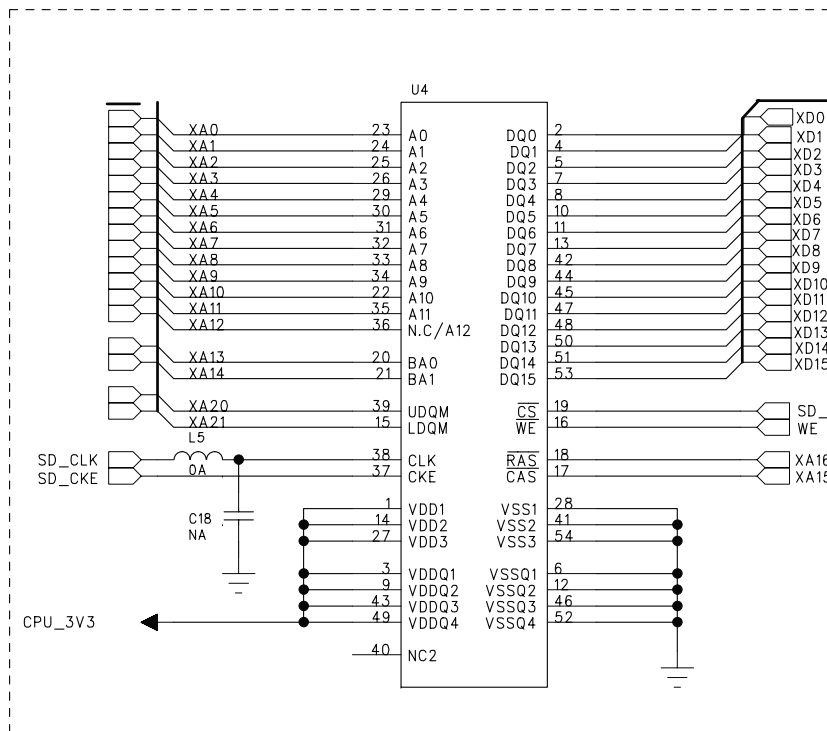 U4
XD0
XA0 23 A0 DQ0 2 XD1
XA1 24 A1 DQ1 4 XD2
XA2 25 A2 DQ2 5 XD3
XA3 26 A3 DQ3 7 XD4
XA4 29 A4 DQ4 8 XD5
XA5 30 A5 DQ5 10 XD6
XA6 31 A6 DQ6 11 XD7
XA7 32 A7 DQ7 13 XD8
XA8 33 A8 DQ8 42 XD9
XA9 34 A9 DQ9 44 XD10
XA10 22 A10 DQ10 45 XD11
XA11 35 A11 DQ11 47 XD12
XA12 36 N.C/A12 DQ12 48 XD13
DQ13 50 XD14
XA13 20 BA0 DQ14 51 XD15
XA14 21 BA1 DQ15 53
XA20 39 UDQM CS 19 SD_
XA21 15 LDQM WE 16 WE
L5
SD_CLK 38 CLK RAS 18 XA16
SD_CKE 0A 37 CKE CAS 17 XA15
1 VDD1 VSS1 28
C18 14 VDD2 VSS2 41
NA 27 VDD3 VSS3 54
3 VDDQ1 VSSQ1 6
9 VDDQ2 VSSQ2 12
43 VDDQ3 VSSQ3 46
CPU_3V3 49 VDDQ4 VSSQ4 52
40 NC2